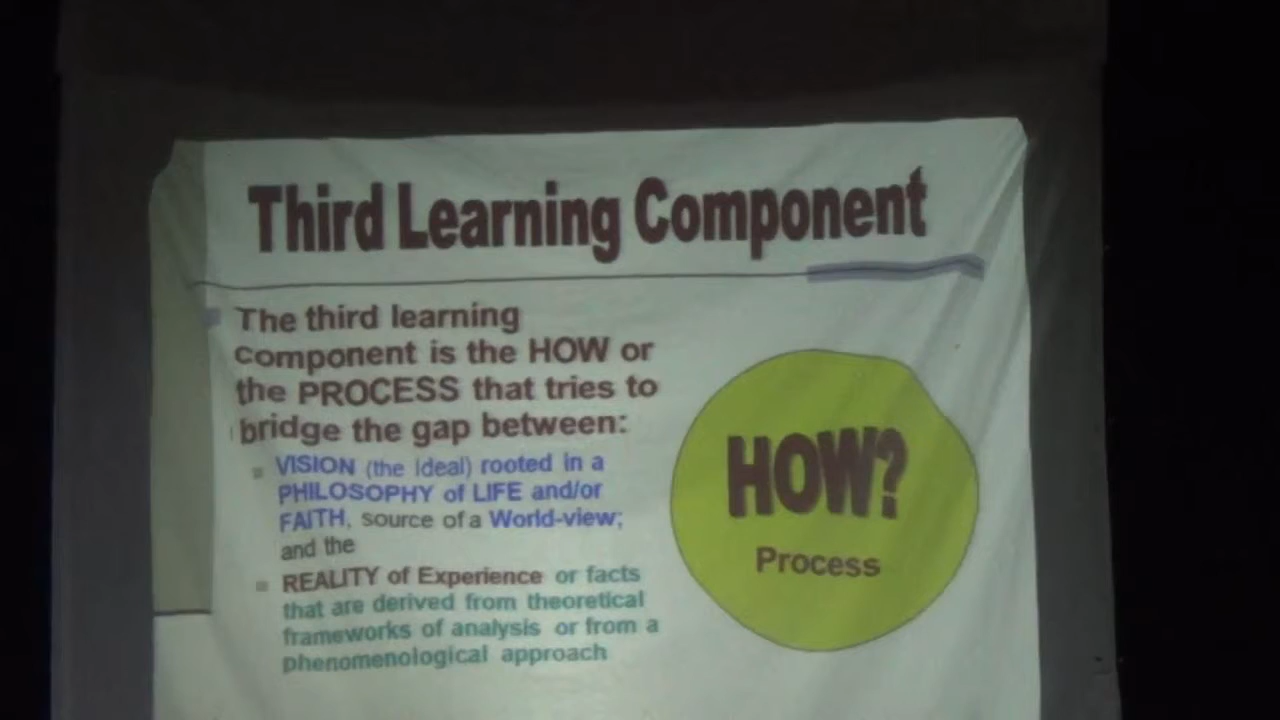 Third Learning Component
The third learning
component is the HOW or
the PROCESS that tries to
bridge the gap between:
VISION (the ideal) rooted in a
PHILOSOPHY of LIFE and/or
FAITH, source of a World-view;
and the
REALITY of Experience or facts
that are derived from theoretical
frameworks of analysis or from a
phenomenological approach
HOW?
Process